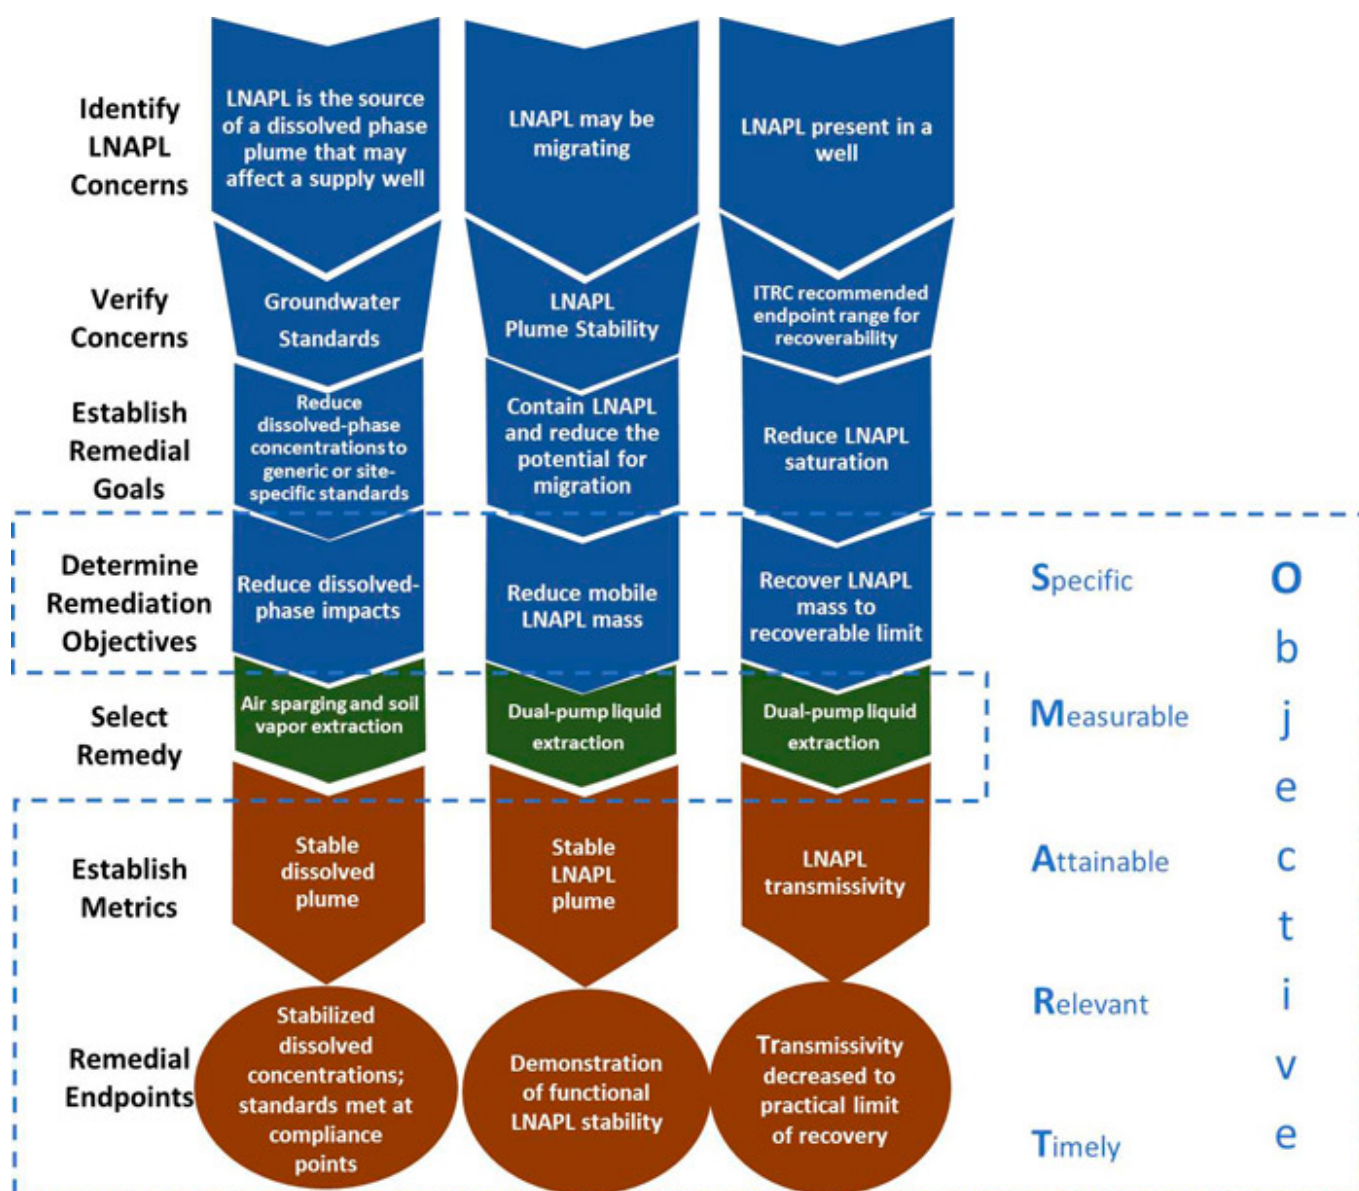 Identify
LNAPL
Concerns
LNAPL is the source
of a dissolved phase
plume that may
affect a supply well
LNAPL may be
migrating
LNAPL present in a
well
Verify
Concerns
Groundwater
Standards
LNAPL
Plume Stability
ITRC recommended
endpoint range for
recoverability
Establish
Remedial
Goals
Reduce
dissolved-phase
concentrations to
generic or site-
specific standards
Contain LNAPL
and reduce the
potential for
migration
Reduce LNAPL
saturation
Determine
Remediation
Objectives
Reduce dissolved-
phase impacts
Reduce mobile
LNAPL mass
Recover LNAPL
mass to
recoverable limit
Select
Remedy
Air sparging and soil
vapor extraction
Dual-pump liquid
extraction
Dual-pump liquid
extraction
Establish
Metrics
Stable
dissolved
plume
Stable
LNAPL
plume
LNAPL
transmissivity
Remedial
Endpoints
Stabilized
dissolved
concentrations;
standards met at
compliance
points
Demonstration
of functional
LNAPL stability
Transmissivity
decreased to
practical limit
of recovery
Specific
Measurable
Attainable
Relevant
Timely
O
b
j
e
c
t
i
v
e